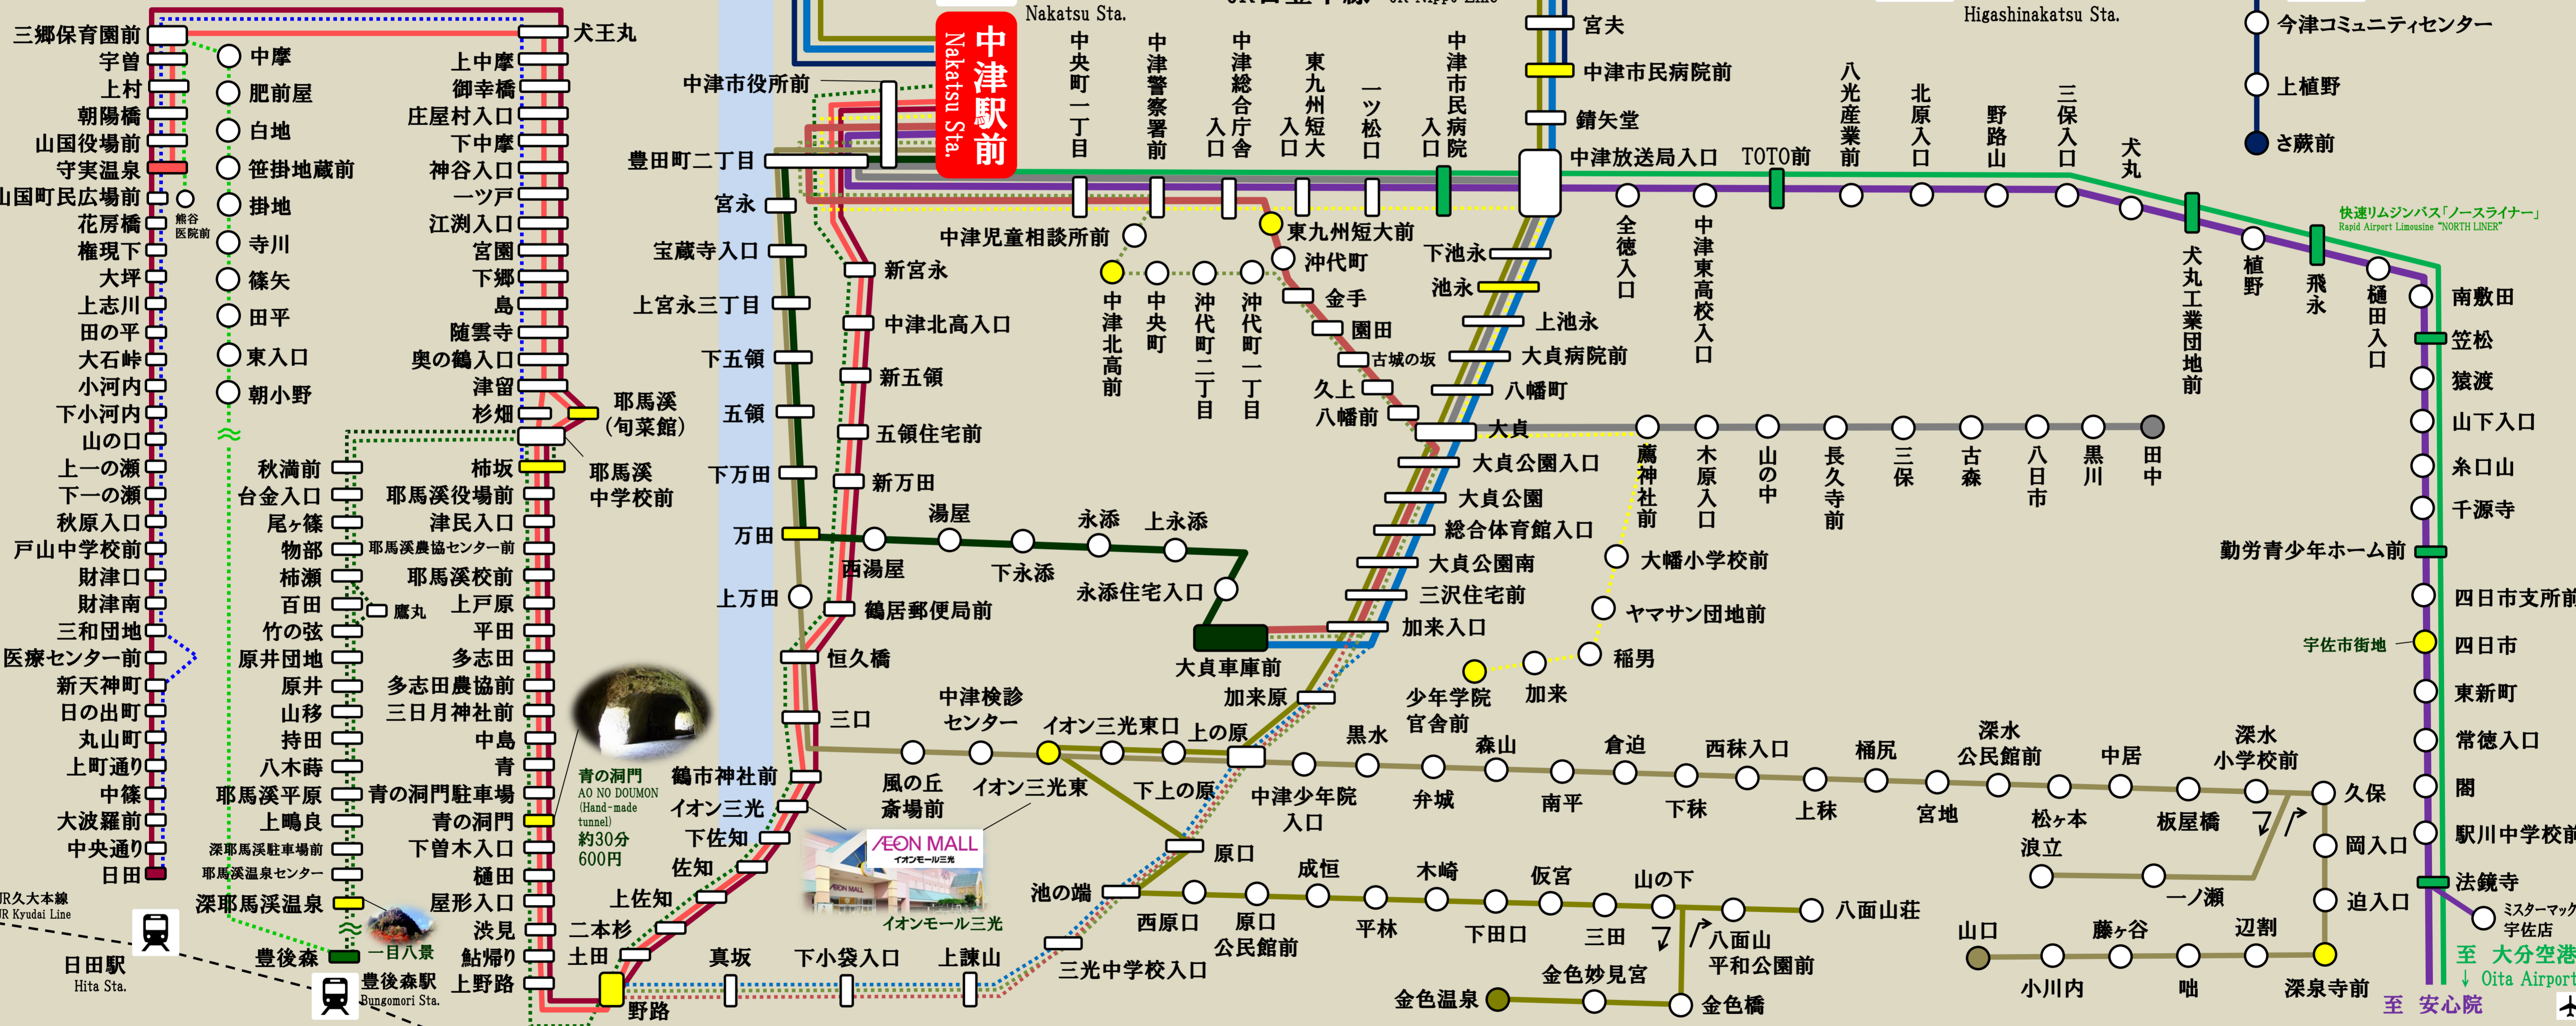 Nakatsu Sta.
JR Nippo Line
Higashinakatsu Sta.
中津駅前
Nakatsu Sta.
三郷保育園前
宇曽
上村
朝陽橋
山国役場前
守実温泉
山国町民広場前
花房橋
権現下
大坪
上志川
田の平
大石峠
小河内
下小河内
山の口
上一の瀬
下一の瀬
秋原入口
戸山中学校前
財津口
財津南
三和団地
医療センター前
新天神町
日の出町
丸山町
上町通り
中篠
大波羅前
中央通り
日田
JR久大本線
JR Kyudai Line
日田駅
Hita Sta.
熊谷
医院前
中摩
肥前屋
白地
笹掛地蔵前
掛地
寺川
篠矢
田平
東入口
朝小野
秋満前
台金入口
尾ヶ篠
物部
柿瀬
百田
鷹丸
竹の弦
原井団地
原井
山移
持田
八木蒔
耶馬溪平原
上鴫良
深耶馬渓駐車場前
耶馬溪温泉センター
深耶馬渓温泉
一目八景
豊後森
豊後森駅
Bungomori Sta.
犬王丸
上中摩
御幸橋
庄屋村入口
下中摩
神谷入口
一ツ戸
江渕入口
宮園
下郷
島
随雲寺
奥の鶴入口
津留
杉畑
耶馬溪
(旬菜館)
耶馬溪
中学校前
柿坂
耶馬溪役場前
津民入口
耶馬溪農協センター前
耶馬溪校前
上戸原
平田
多志田
多志田農協前
三日月神社前
中島
青
青の洞門駐車場
青の洞門
下曽木入口
樋田
屋形入口
渋見
鮎帰り
上野路
野路
青の洞門
AO NO DOUMON
(Hand-made
tunnel)
約30分
600円
中津市役所前
豊田町二丁目
宮永
宝蔵寺入口
上宮永三丁目
下五領
五領
下万田
万田
上万田
新宮永
中津北高入口
新五領
五領住宅前
新万田
鶴居郵便局前
恒久橋
三口
鶴市神社前
イオン三光
下佐知
佐知
上佐知
二本杉
土田
西湯屋
湯屋
下永添
永添
上永添
永添住宅入口
大貞車庫前
中央町一丁目
中津警察署前
中津総合庁舎
入口
東九州短大
入口
一ツ松口
中津市民病院
入口
中津児童相談所前
中津北高前
中央町
沖代町二丁目
沖代町一丁目
東九州短大前
沖代町
金手
園田
古城の坂
久上
八幡前
宮夫
中津市民病院前
錆矢堂
中津放送局入口
下池永
池永
上池永
大貞病院前
八幡町
大貞
大貞公園入口
大貞公園
総合体育館入口
大貞公園南
三沢住宅前
加来入口
加来原
上の原
原口
池の端
三光中学校入口
上諫山
下小袋入口
真坂
全徳入口
中津東高校入口
TOTO前
八光産業前
北原入口
野路山
三保入口
犬丸
犬丸工業団地前
植野
飛永
樋田入口
今津コミュニティセンター
上植野
さ蕨前
快速リムジンバス「ノースライナー」
Rapid Airport Limousine "NORTH LINER"
南敷田
笠松
猿渡
山下入口
糸口山
千源寺
勤労青少年ホーム前
四日市支所前
宇佐市街地
四日市
東新町
常徳入口
閤
駅川中学校前
法鏡寺
ミスターマックス
宇佐店
至 大分空港
↓ Oita Airport
至 安心院
薦神社前
木原入口
山の中
長久寺前
三保
古森
八日市
黒川
田中
大幡小学校前
ヤマサン団地前
稲男
加来
少年学院
官舎前
風の丘
斎場前
中津検診
センター
イオン三光東
イオン三光東口
下上の原
ÆON MALL
イオンモール三光
ÆON MALL
イオンモール三光
中津少年院
入口
黒水
弁城
森山
南平
倉迫
下秣
西秣入口
上秣
桶尻
宮地
深水
公民館前
松ヶ本
中居
板屋橋
深水
小学校前
久保
岡入口
迫入口
深泉寺前
辺割
咄
藤ヶ谷
小川内
山口
浪立
一ノ瀬
西原口
原口
公民館前
成恒
平林
木崎
下田口
仮宮
三田
山の下
八面山
平和公園前
八面山荘
金色橋
金色妙見宮
金色温泉